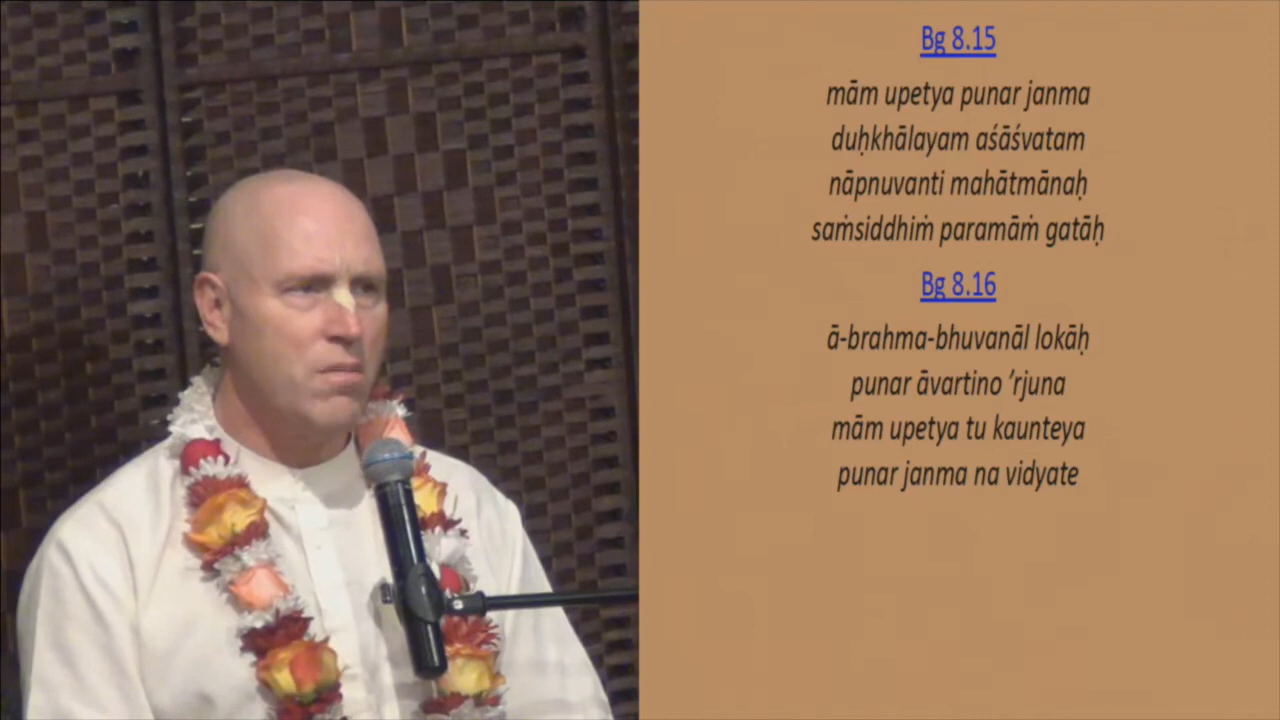 Bg 8.15
mām upetya punar janma
duḥkhālayam aśāśvatam
nāpnuvanti mahātmānaḥ
saṁsiddhiṁ paramāṁ gatāḥ
Bg 8.16
ā-brahma-bhuvanāl lokāḥ
punar āvartino ’rjuna
mām upetya tu kaunteya
punar janma na vidyate